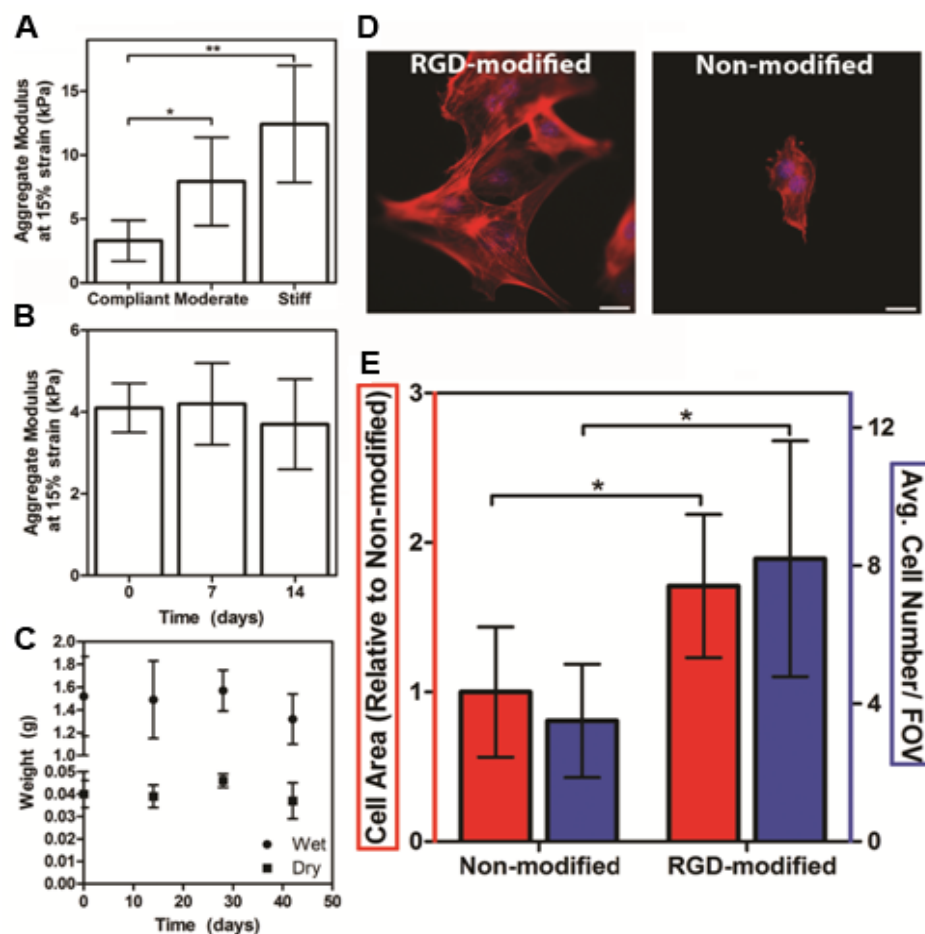 A
Aggregate Modulus
at 15% strain (kPa)
15
10
5
0
**
*
Compliant Moderate Stiff
B
Aggregate Modulus
at 15% strain (kPa)
6
4
2
0
0 7 14
Time (days)
C
Weight (g)
2.0
1.8
1.6
1.4
1.2
1.0
0.05
0.04
0.03
0.02
0.01
0.00
Wet
Dry
0 10 20 30 40 50
Time (days)
D
RGD-modified
Non-modified
E
Cell Area (Relative to Non-modified)
3
2
1
0
*
*
12
8
4
0
Avg. Cell Number/ FOV
Non-modified RGD-modified